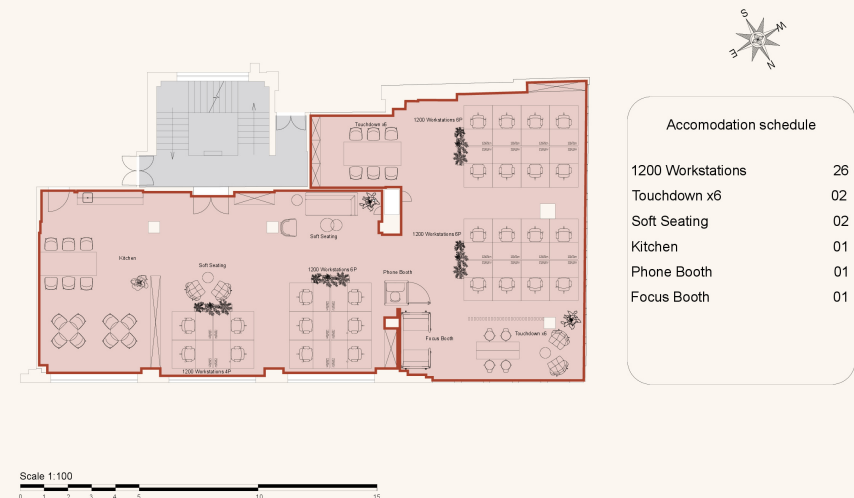 S
W
E
N
Accomodation schedule
1200 Workstations 26
Touchdown x6 02
Soft Seating 02
Kitchen 01
Phone Booth 01
Focus Booth 01
1200 Workstations 6P
Touchdown x6
1200 Workstations 6P
Soft Seating
Kitchen
Soft Seating
1200 Workstations 6P
Phone Booth
Touchdown x6
Focus Booth
1200 Workstations 4P
Scale 1:100
0 1 2 3 4 5 10 15